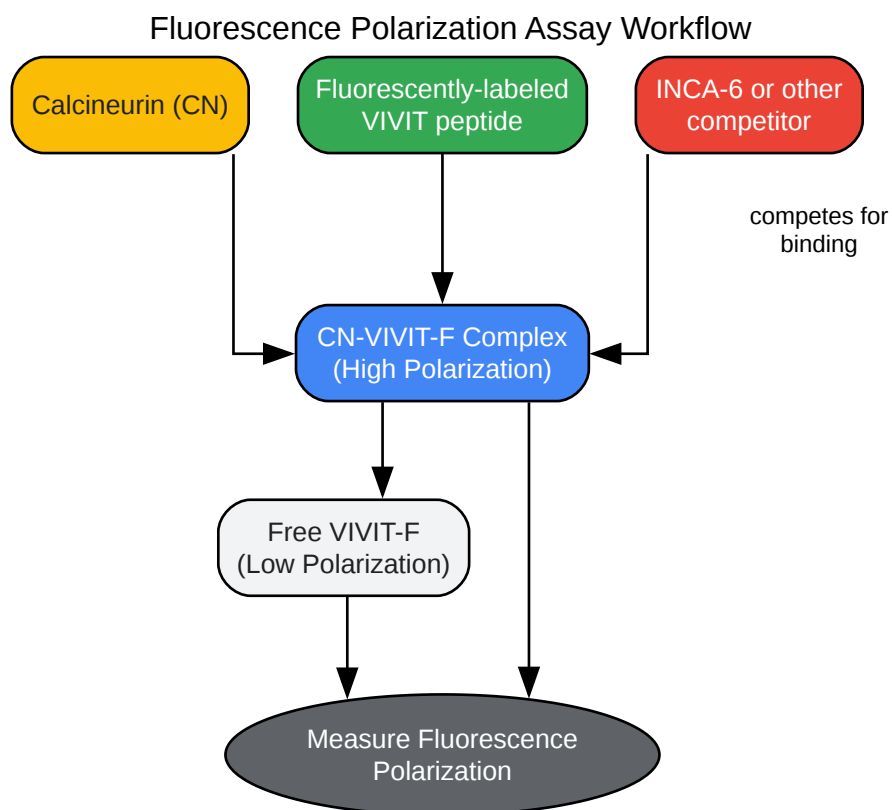 Fluorescence Polarization Assay Workflow
Calcineurin (CN)
Fluorescently-labeled
VIVIT peptide
INCA-6 or other
competitor
competes for
binding
CN-VIVIT-F Complex
(High Polarization)
Free VIVIT-F
(Low Polarization)
Measure Fluorescence
Polarization